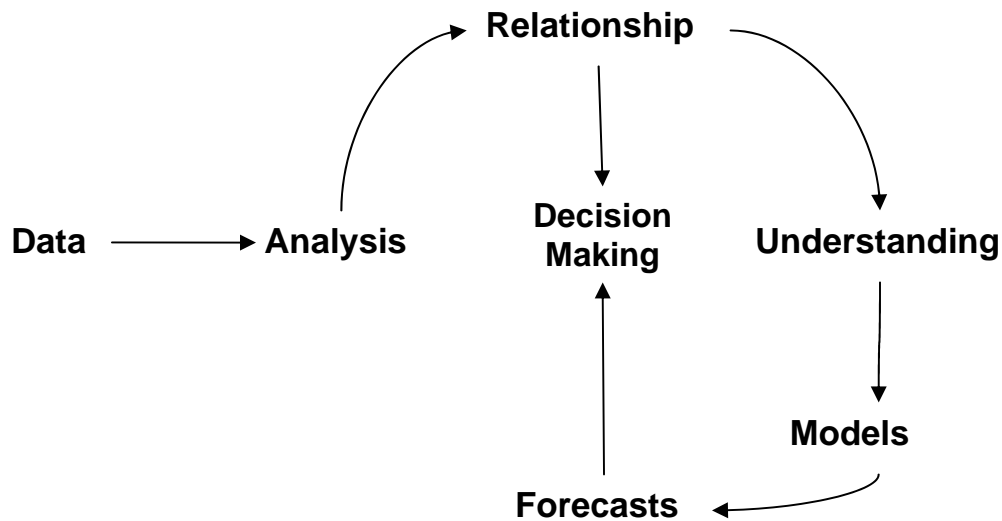 Relationship
Data
Analysis
Decision
Making
Understanding
Models
Forecasts